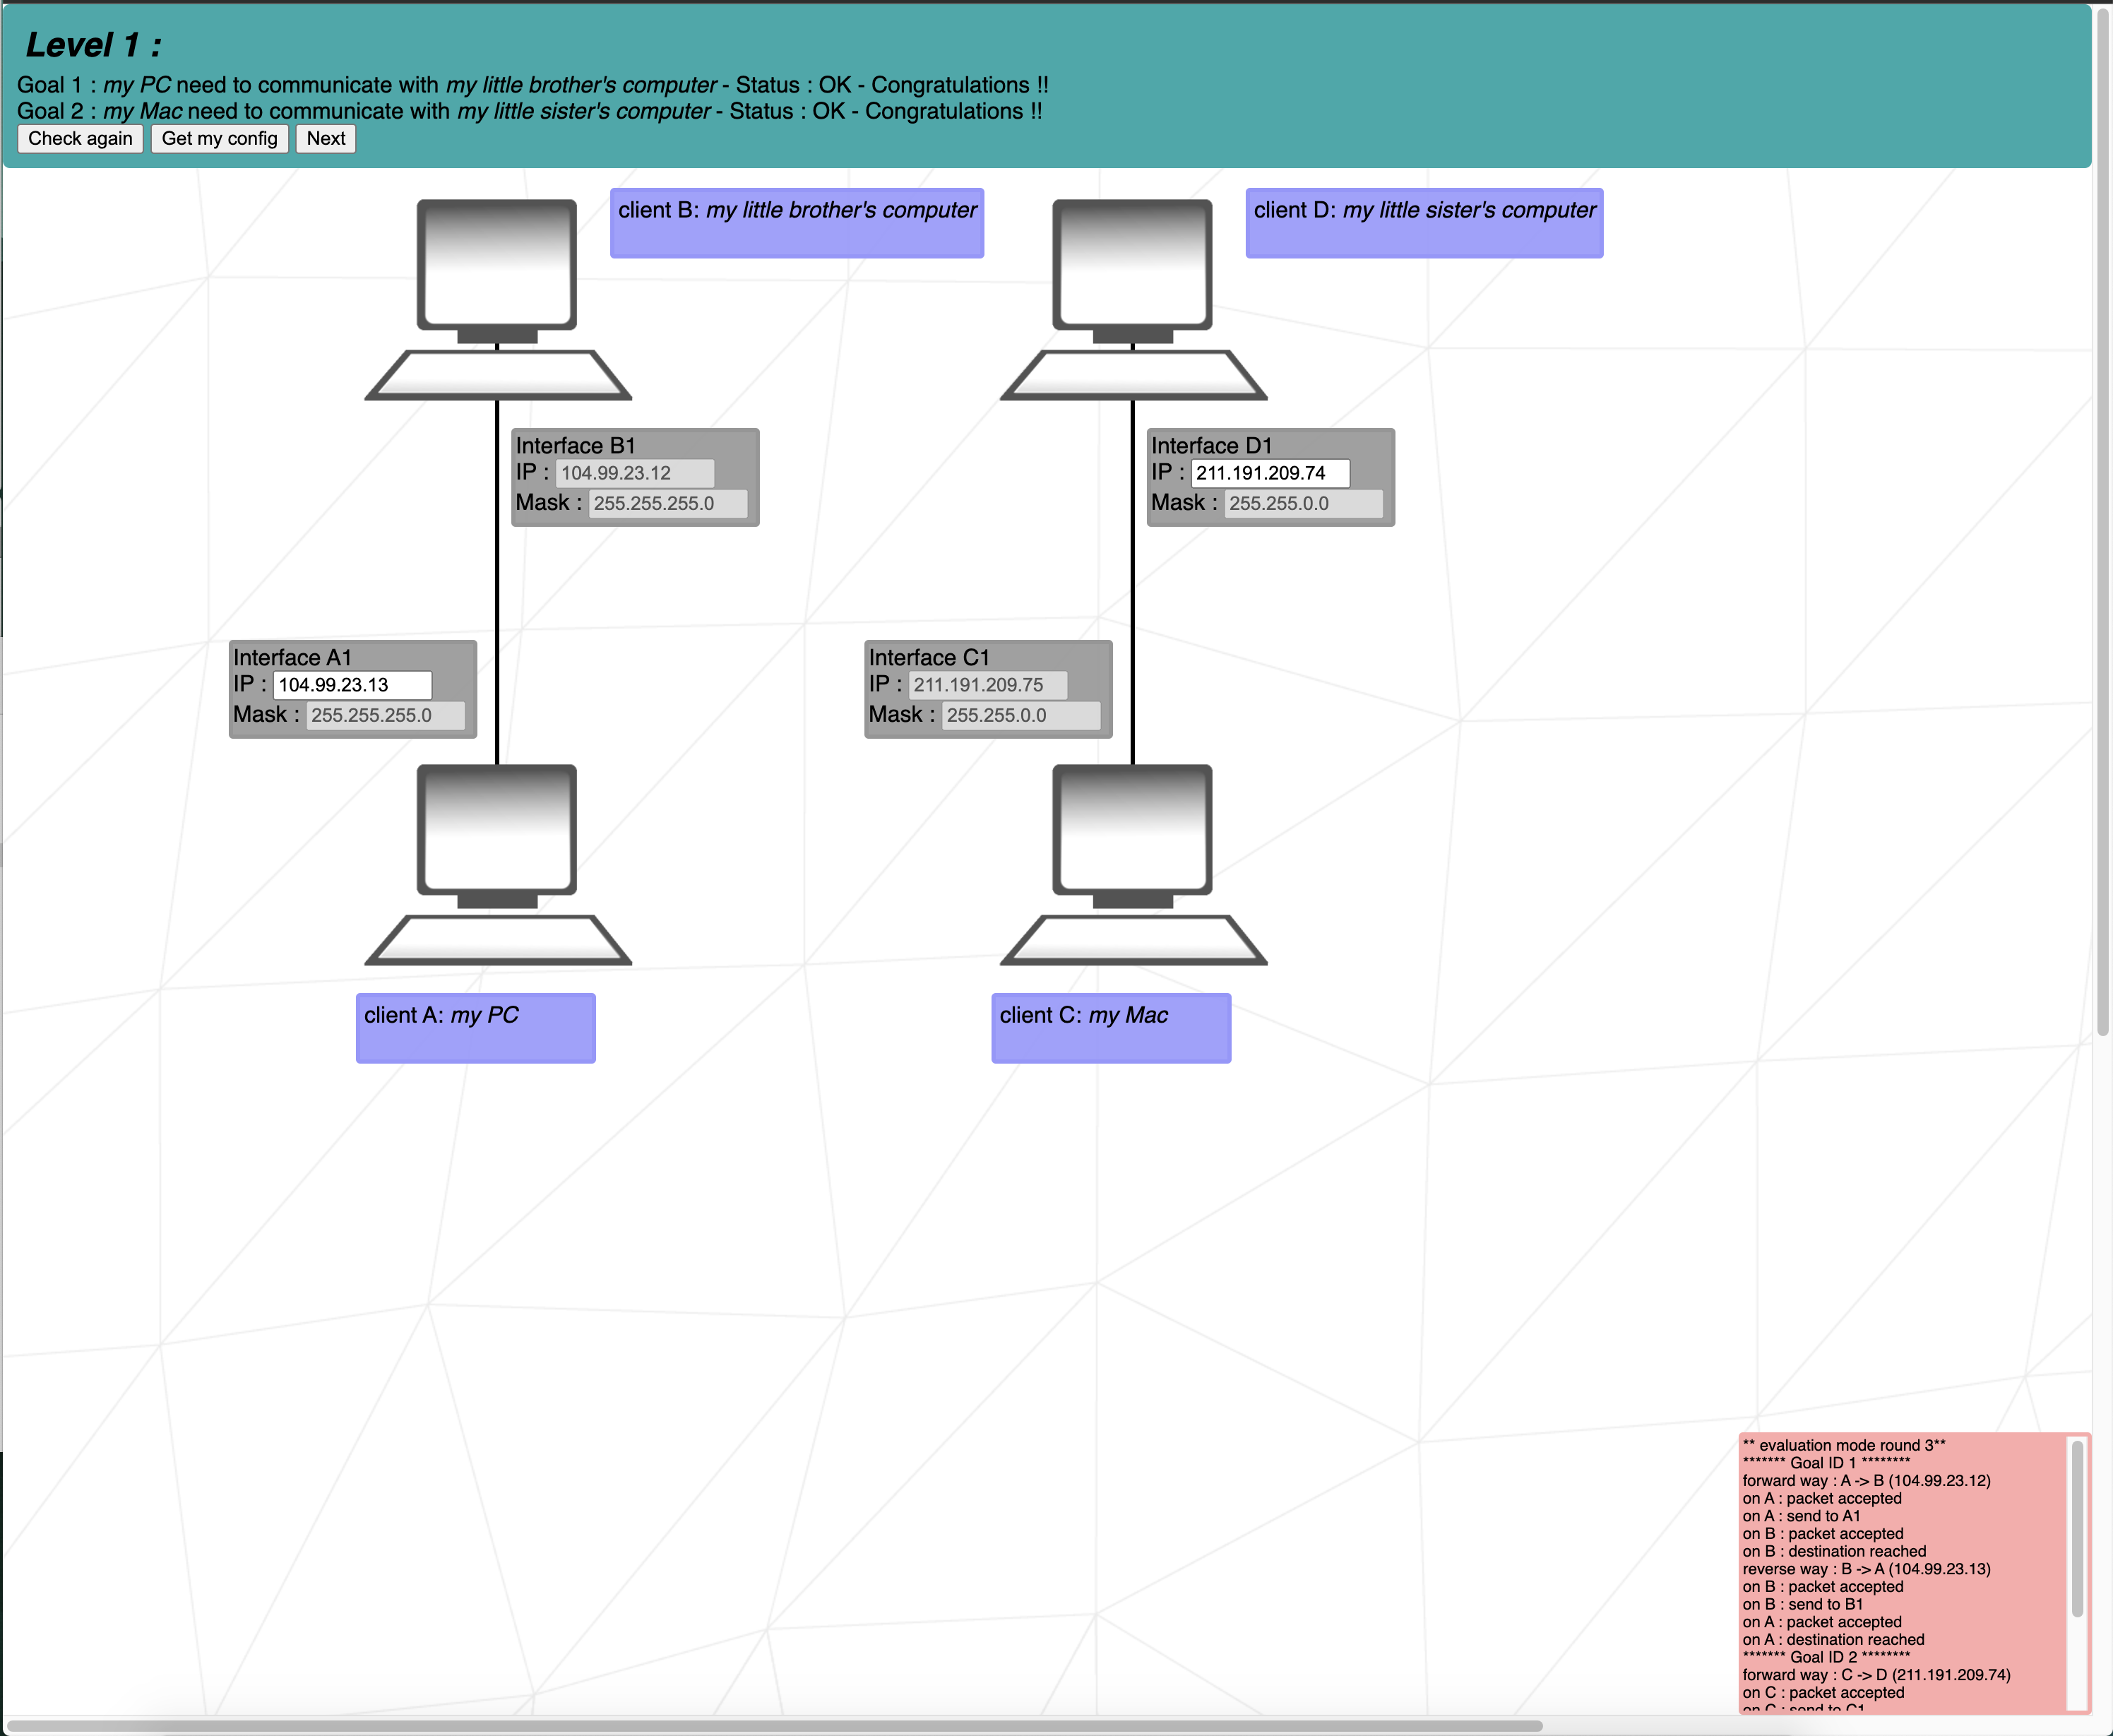 Level 1 :
Goal 1 : my PC need to communicate with my little brother's computer - Status : OK - Congratulations !!
Goal 2 : my Mac need to communicate with my little sister's computer - Status : OK - Congratulations !!
Check again Get my config Next
client B: my little brother's computer
client D: my little sister's computer
Interface B1
IP : 104.99.23.12
Mask : 255.255.255.0
Interface D1
IP : 211.191.209.74
Mask : 255.255.0.0
Interface A1
IP : 104.99.23.13
Mask : 255.255.255.0
Interface C1
IP : 211.191.209.75
Mask : 255.255.0.0
client A: my PC
client C: my Mac
** evaluation mode round 3**
******* Goal ID 1 ********
forward way : A -> B (104.99.23.12)
on A : packet accepted
on A : send to A1
on B : packet accepted
on B : destination reached
reverse way : B -> A (104.99.23.13)
on B : packet accepted
on B : send to B1
on A : packet accepted
on A : destination reached
******* Goal ID 2 ********
forward way : C -> D (211.191.209.74)
on C : packet accepted
on C : send to C1